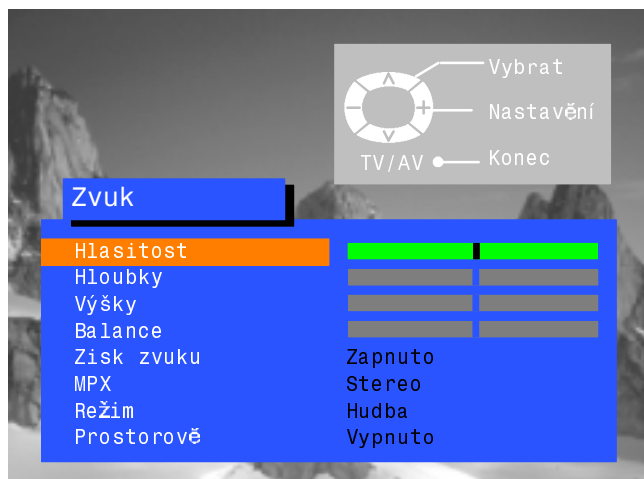 Vybrat
Nastavění
TV/AV Konec
Zvuk
Hlasitost
Hloubky
Výšky
Balance
Zisk zvuku Zapnuto
MPX Stereo
Režim Hudba
Prostorově Vypnuto